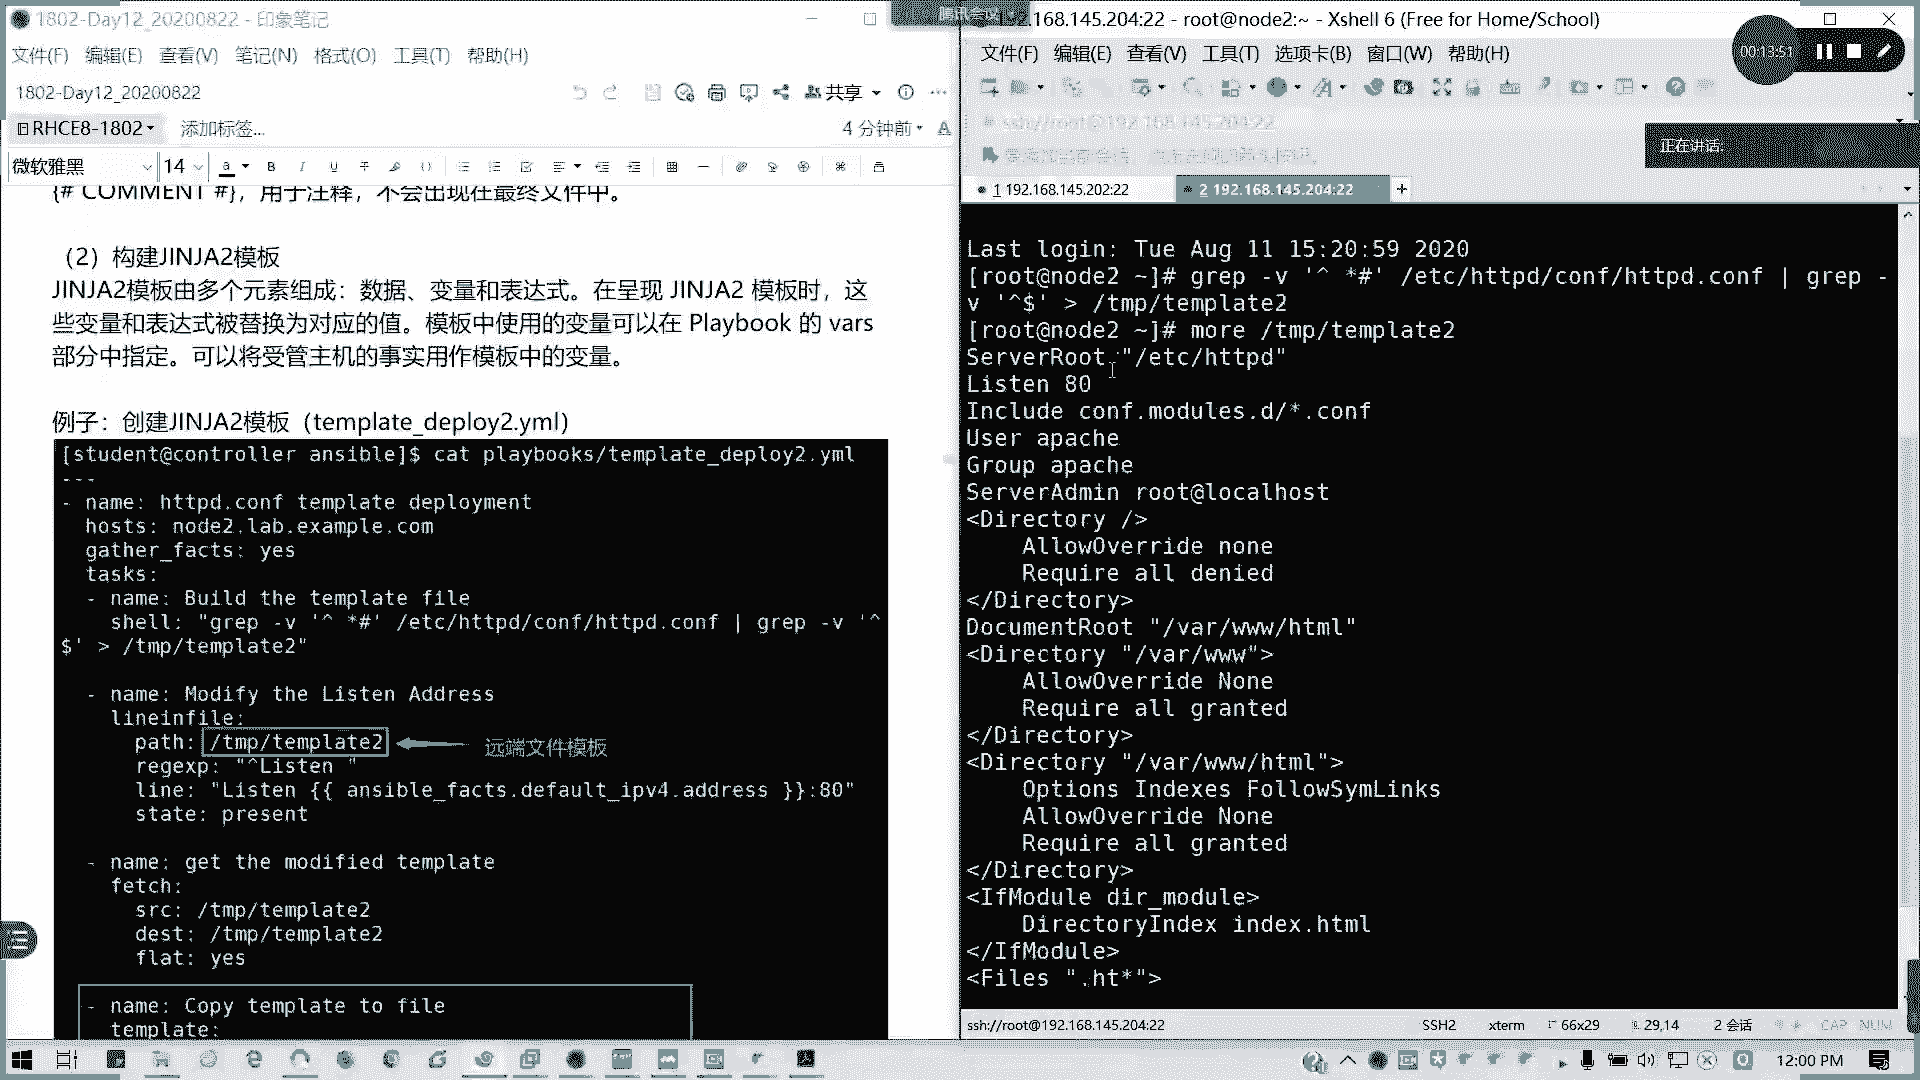 1802-Day12_20200822 - 印象笔记
文件(F) 编辑(E) 查看(V) 笔记(N) 格式(O) 工具(T) 帮助(H)
1802-Day12_20200822
共享
RHCE8-1802
添加标签...
4 分钟前
微软雅黑
14
{# COMMENT #}，用于注释，不会出现在最终文件中。
（2）构建JINJA2模板
JINJA2模板由多个元素组成：数据、变量和表达式。在呈现 JINJA2 模板时，这
些变量和表达式被替换为对应的值。模板中使用的变量可以在 Playbook 的 vars
部分中指定。可以将受管主机的事实用作模板中的变量。
例子：创建JINJA2模板（template_deploy2.yml）
[student@controller ansible]$ cat playbooks/template_deploy2.yml
---
- name: httpd.conf template deployment
  hosts: node2.lab.example.com
  gather_facts: yes
  tasks:
  - name: Build the template file
    shell: "grep -v '^ *#' /etc/httpd/conf/httpd.conf | grep -v '^
$' > /tmp/template2"
  - name: Modify the Listen Address
    lineinfile:
      path: /tmp/template2
远端文件模板
      regexp: "^Listen "
      line: "Listen {{ ansible_facts.default_ipv4.address }}:80"
      state: present
  - name: get the modified template
    fetch:
      src: /tmp/template2
      dest: /tmp/template2
      flat: yes
  - name: Copy template to file
    template:
腾讯会议
192.168.145.204:22 - root@node2:~ - Xshell 6 (Free for Home/School)
文件(F) 编辑(E) 查看(V) 工具(T) 选项卡(B) 窗口(W) 帮助(H)
00:13:51
ssh://root@192.168.145.204:22
正在讲话:
1 192.168.145.202:22
2 192.168.145.204:22
+
Last login: Tue Aug 11 15:20:59 2020
[root@node2 ~]# grep -v '^ *#' /etc/httpd/conf/httpd.conf | grep -
v '^$' > /tmp/template2
[root@node2 ~]# more /tmp/template2
ServerRoot "/etc/httpd"
Listen 80
Include conf.modules.d/*.conf
User apache
Group apache
ServerAdmin root@localhost
<Directory />
    AllowOverride none
    Require all denied
</Directory>
DocumentRoot "/var/www/html"
<Directory "/var/www">
    AllowOverride None
    Require all granted
</Directory>
<Directory "/var/www/html">
    Options Indexes FollowSymLinks
    AllowOverride None
    Require all granted
</Directory>
<IfModule dir_module>
    DirectoryIndex index.html
</IfModule>
<Files ".ht*">
ssh://root@192.168.145.204:22
SSH2
xterm
66x29
29,14
2 会话
CAP NUM
12:00 PM